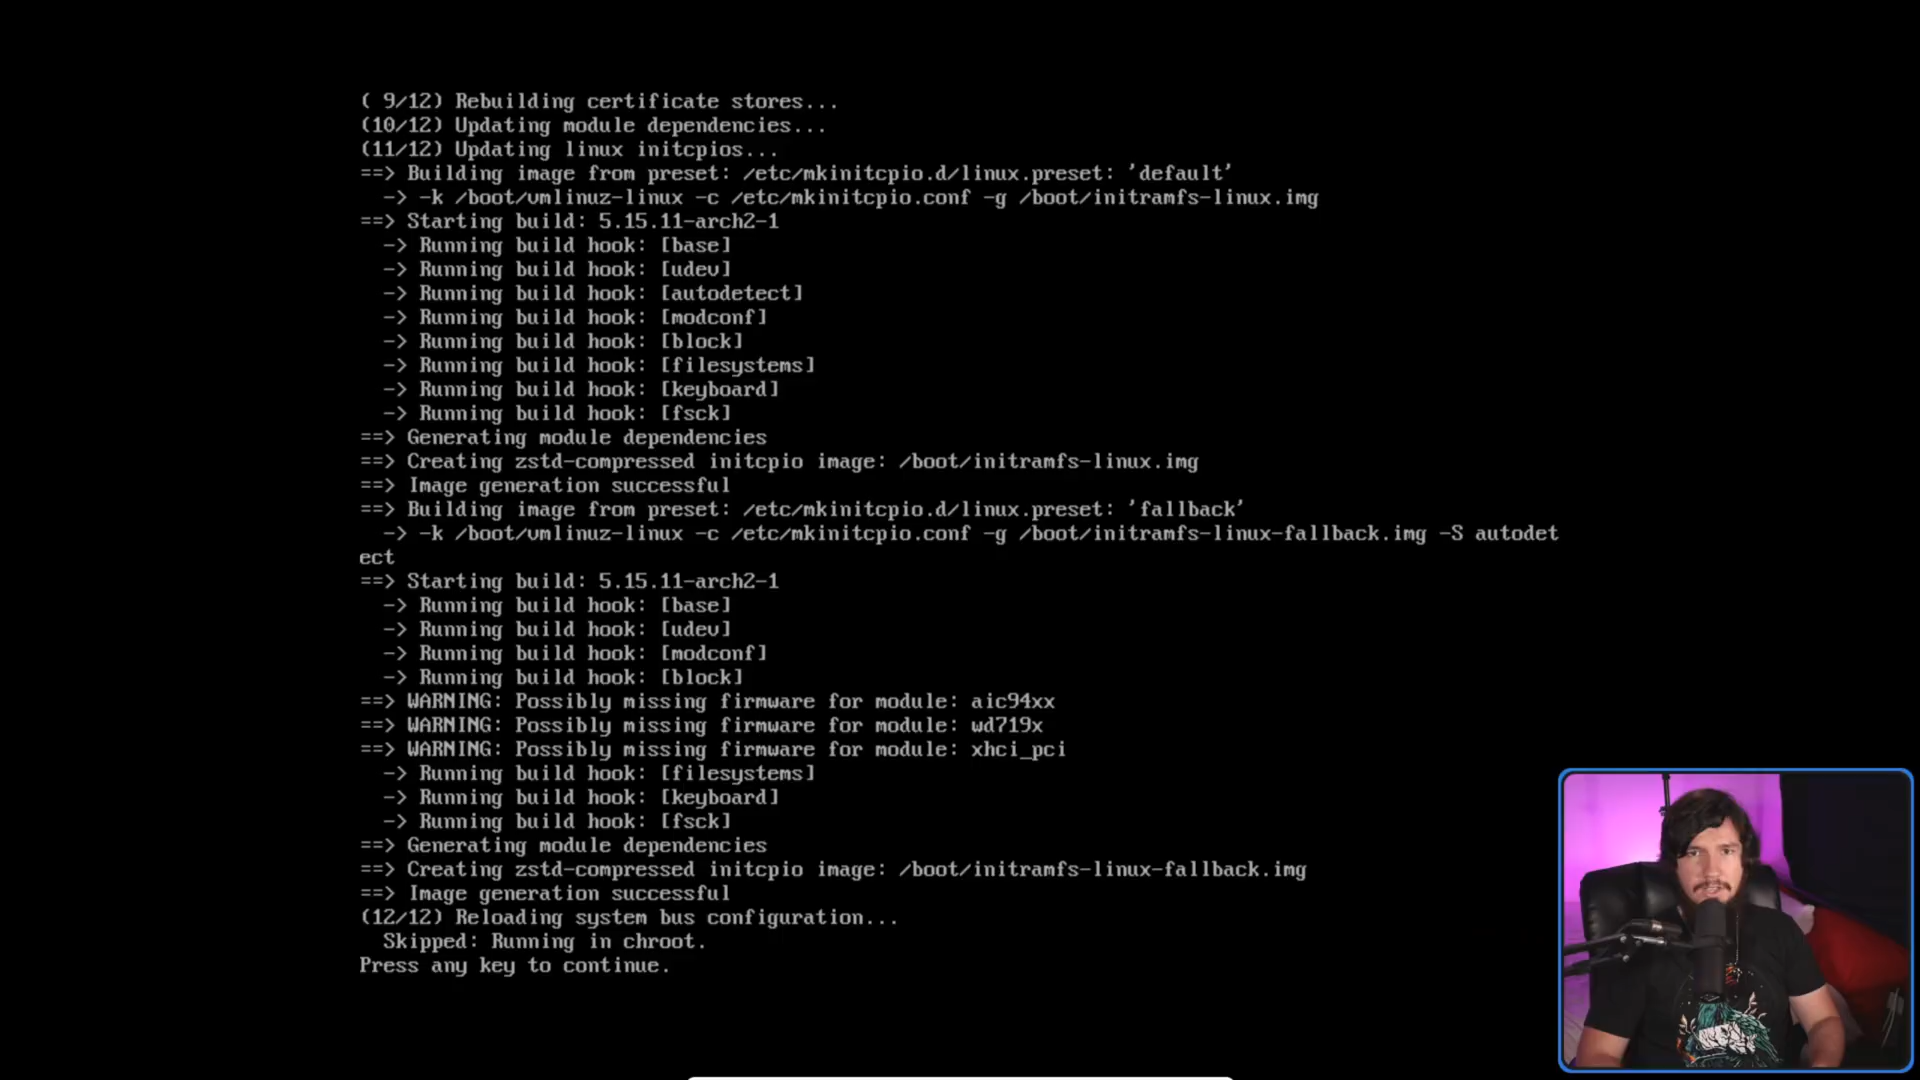 ( 9/12) Rebuilding certificate stores...
(10/12) Updating module dependencies...
(11/12) Updating linux initcpios...
==> Building image from preset: /etc/mkinitcpio.d/linux.preset: 'default'
  -> -k /boot/vmlinuz-linux -c /etc/mkinitcpio.conf -g /boot/initramfs-linux.img
==> Starting build: 5.15.11-arch2-1
  -> Running build hook: [base]
  -> Running build hook: [udev]
  -> Running build hook: [autodetect]
  -> Running build hook: [modconf]
  -> Running build hook: [block]
  -> Running build hook: [filesystems]
  -> Running build hook: [keyboard]
  -> Running build hook: [fsck]
==> Generating module dependencies
==> Creating zstd-compressed initcpio image: /boot/initramfs-linux.img
==> Image generation successful
==> Building image from preset: /etc/mkinitcpio.d/linux.preset: 'fallback'
  -> -k /boot/vmlinuz-linux -c /etc/mkinitcpio.conf -g /boot/initramfs-linux-fallback.img -S autodet
ect
==> Starting build: 5.15.11-arch2-1
  -> Running build hook: [base]
  -> Running build hook: [udev]
  -> Running build hook: [modconf]
  -> Running build hook: [block]
==> WARNING: Possibly missing firmware for module: aic94xx
==> WARNING: Possibly missing firmware for module: wd719x
==> WARNING: Possibly missing firmware for module: xhci_pci
  -> Running build hook: [filesystems]
  -> Running build hook: [keyboard]
  -> Running build hook: [fsck]
==> Generating module dependencies
==> Creating zstd-compressed initcpio image: /boot/initramfs-linux-fallback.img
==> Image generation successful
(12/12) Reloading system bus configuration...
  Skipped: Running in chroot.
Press any key to continue.